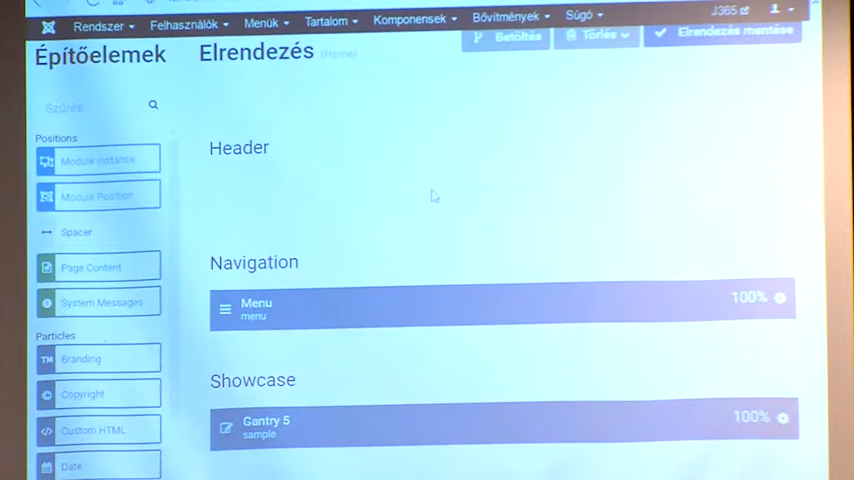 Rendszer Felhasználók Menük Tartalom Komponensek Bővítmények Súgó J365
Építőelemek
Elrendezés (Home)
Betöltés Törlés Elrendezés mentése
Szűrés...
Positions
Module Instance
Module Position
Spacer
Page Content
System Messages
Particles
TM Branding
Copyright
Custom HTML
Date
Header
Navigation
Menu 100%
menu
Showcase
Gantry 5 100%
sample